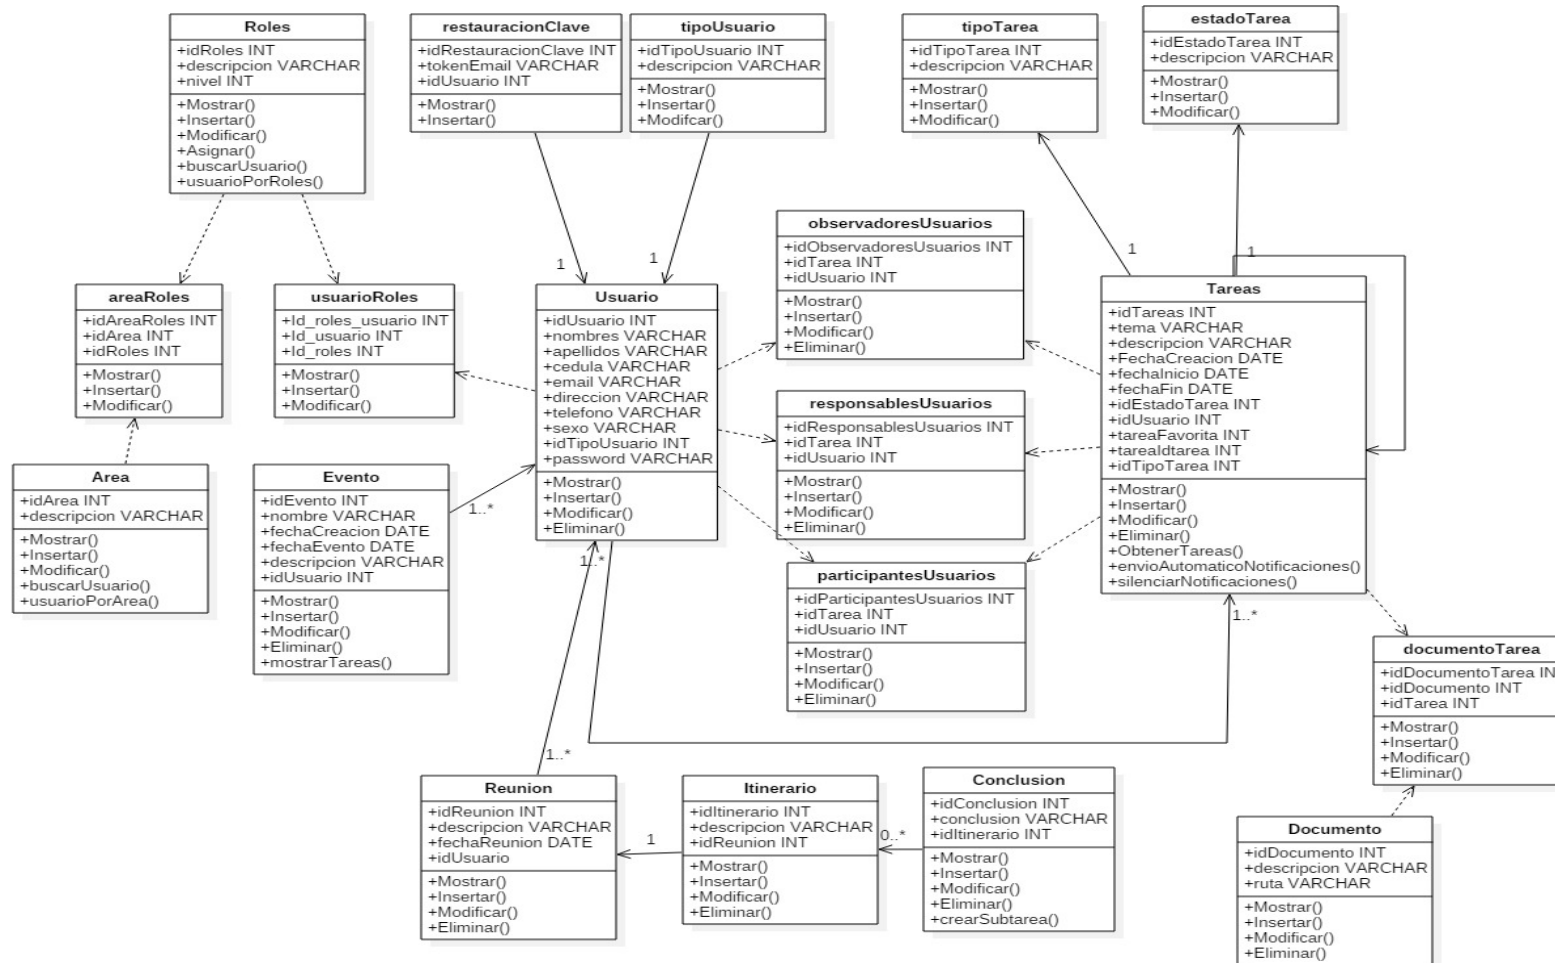 Roles
+idRoles INT
+descripcion VARCHAR
+nivel INT
+Mostrar()
+Insertar()
+Modificar()
+Asignar()
+buscarUsuario()
+usuarioPorRoles()
restauracionClave
+idRestauracionClave INT
+tokenEmail VARCHAR
+idUsuario INT
+Mostrar()
+Insertar()
tipoUsuario
+idTipoUsuario INT
+descripcion VARCHAR
+Mostrar()
+Insertar()
+Modifcar()
tipoTarea
+idTipoTarea INT
+descripcion VARCHAR
+Mostrar()
+Insertar()
+Modificar()
estadoTarea
+idEstadoTarea INT
+descripcion VARCHAR
+Mostrar()
+Insertar()
+Modificar()
1
1
1
1
areaRoles
+idAreaRoles INT
+idArea INT
+idRoles INT
+Mostrar()
+Insertar()
+Modificar()
usuarioRoles
+Id_roles_usuario INT
+Id_usuario INT
+Id_roles INT
+Mostrar()
+Insertar()
+Modificar()
Usuario
+idUsuario INT
+nombres VARCHAR
+apellidos VARCHAR
+cedula VARCHAR
+email VARCHAR
+direccion VARCHAR
+telefono VARCHAR
+sexo VARCHAR
+idTipoUsuario INT
+password VARCHAR
+Mostrar()
+Insertar()
+Modificar()
+Eliminar()
observadoresUsuarios
+idObservadoresUsuarios INT
+idTarea INT
+idUsuario INT
+Mostrar()
+Insertar()
+Modificar()
+Eliminar()
responsablesUsuarios
+idResponsablesUsuarios INT
+idTarea INT
+idUsuario INT
+Mostrar()
+Insertar()
+Modificar()
+Eliminar()
participantesUsuarios
+idParticipantesUsuarios INT
+idTarea INT
+idUsuario INT
+Mostrar()
+Insertar()
+Modificar()
+Eliminar()
Tareas
+idTareas INT
+tema VARCHAR
+descripcion VARCHAR
+FechaCreacion DATE
+fechaInicio DATE
+fechaFin DATE
+idEstadoTarea INT
+idUsuario INT
+tareaFavorita INT
+tareaIdtarea INT
+idTipoTarea INT
+Mostrar()
+Insertar()
+Modificar()
+Eliminar()
+ObtenerTareas()
+envioAutomaticoNotificaciones()
+silenciarNotificaciones()
Area
+idArea INT
+descripcion VARCHAR
+Mostrar()
+Insertar()
+Modificar()
+buscarUsuario()
+usuarioPorArea()
Evento
+idEvento INT
+nombre VARCHAR
+fechaCreacion DATE
+fechaEvento DATE
+descripcion VARCHAR
+idUsuario INT
+Mostrar()
+Insertar()
+Modificar()
+Eliminar()
+mostrarTareas()
1..*
1..*
1..*
1..*
documentoTarea
+idDocumentoTarea IN
+idDocumento INT
+idTarea INT
+Mostrar()
+Insertar()
+Modificar()
+Eliminar()
Reunion
+idReunion INT
+descripcion VARCHAR
+fechaReunion DATE
+idUsuario
+Mostrar()
+Insertar()
+Modificar()
+Eliminar()
1
Itinerario
+idItinerario INT
+descripcion VARCHAR
+idReunion INT
+Mostrar()
+Insertar()
+Modificar()
+Eliminar()
0..*
Conclusion
+idConclusion INT
+conclusion VARCHAR
+idItinerario INT
+Mostrar()
+Insertar()
+Modificar()
+Eliminar()
+crearSubtarea()
Documento
+idDocumento INT
+descripcion VARCHAR
+ruta VARCHAR
+Mostrar()
+Insertar()
+Modificar()
+Eliminar()